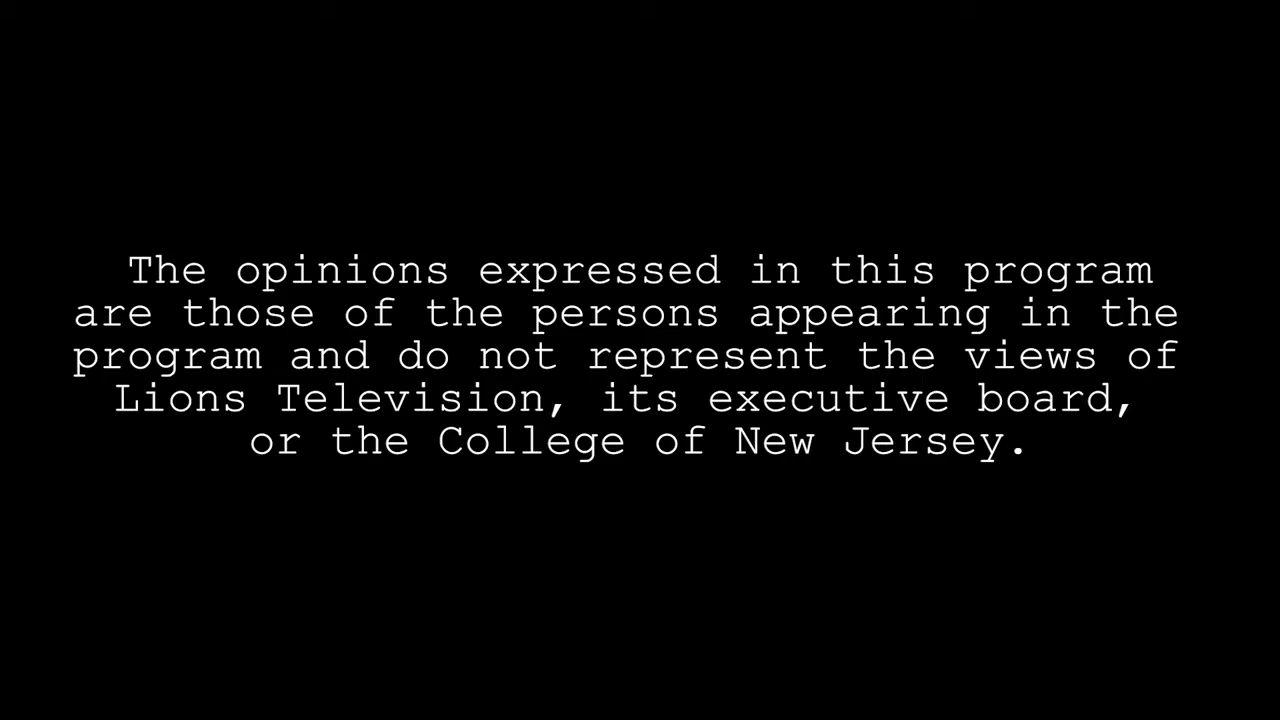 The opinions expressed in this program
are those of the persons appearing in the
program and do not represent the views of
Lions Television, its executive board,
or the College of New Jersey.